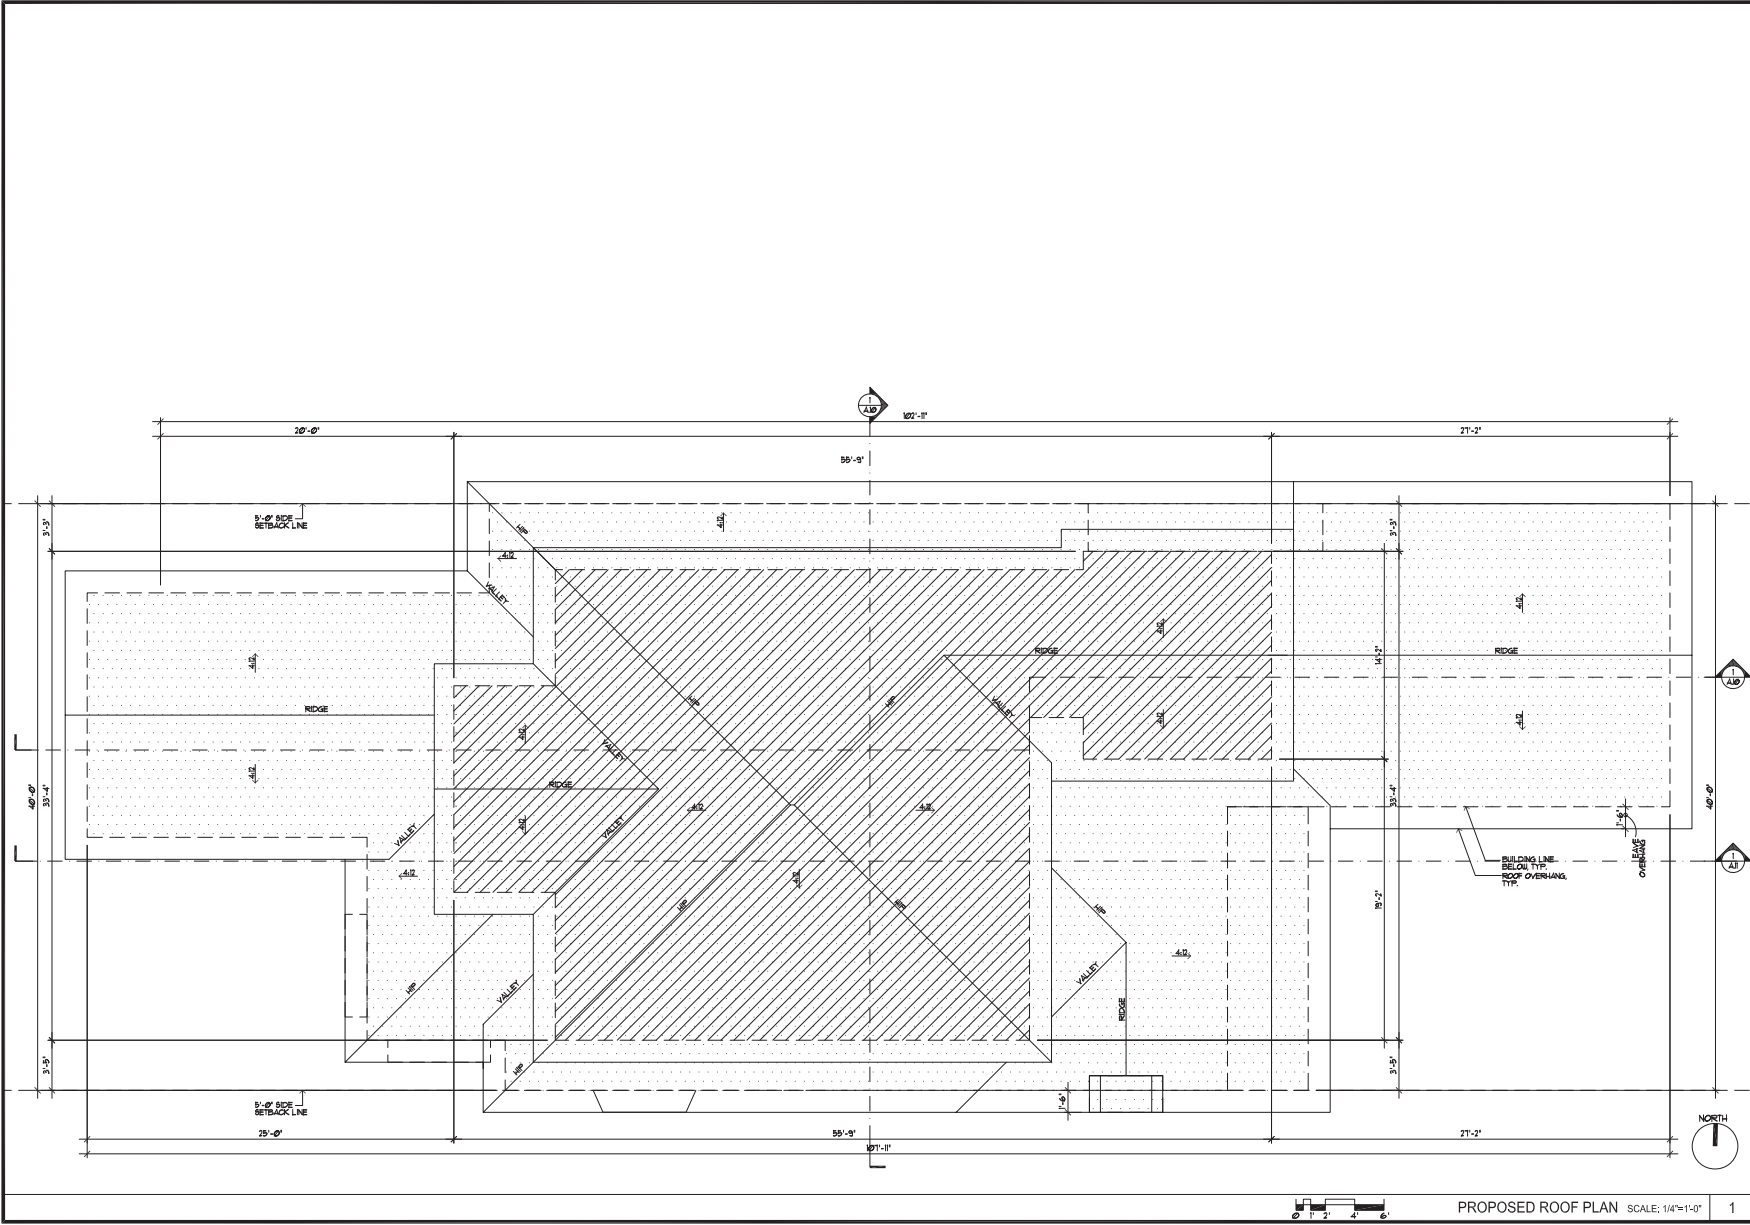 1
A10
102'-11"
20'-0"
27'-2"
55'-9"
5'-0" SIDE
SETBACK LINE
3'-3"
HIP
4:12
4:12
3'-3"
VALLEY
4:12
4:12
4:12
RIDGE
14'-2"
RIDGE
1
A10
4:12
RIDGE
HIP
HIP
VALLEY
4:12
4:12
4:12
VALLEY
4:12
RIDGE
40'-0"
33'-4"
33'-4"
40'-0"
4:12
4:12
4:12
VALLEY
VALLEY
1'-6"
EAVE
OVERHANG
BUILDING LINE
BELOW, TYP.
ROOF OVERHANG,
TYP.
1
A11
4:12
4:12
HIP
HIP
HIP
19'-2"
4:12
HIP
VALLEY
VALLEY
RIDGE
3'-5"
HIP
3'-5"
1'-6"
5'-0" SIDE
SETBACK LINE
NORTH
25'-0"
55'-9"
27'-2"
107'-11"
0 1' 2' 4' 6'
PROPOSED ROOF PLAN SCALE: 1/4"=1'-0" 1